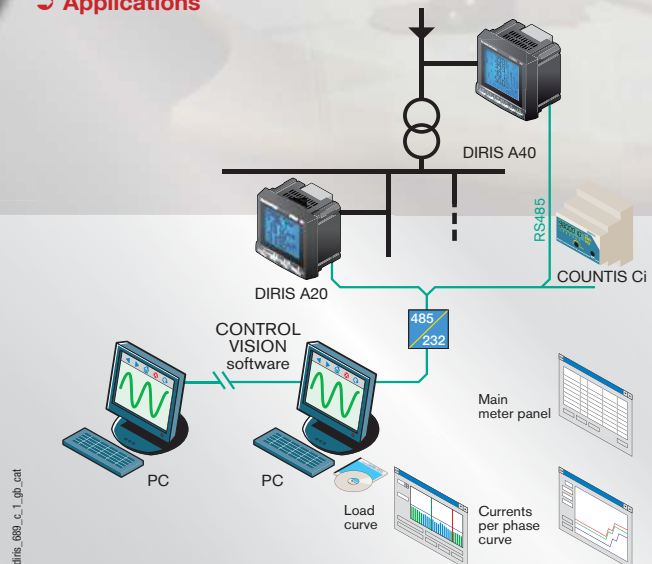 ➲ Applications
DIRIS A40
RS485
COUNTIS Ci
DIRIS A20
485
232
CONTROL
VISION
software
Main
meter panel
PC
PC
Load
curve
Currents
per phase
curve
diris_689_c_1_gb_cat